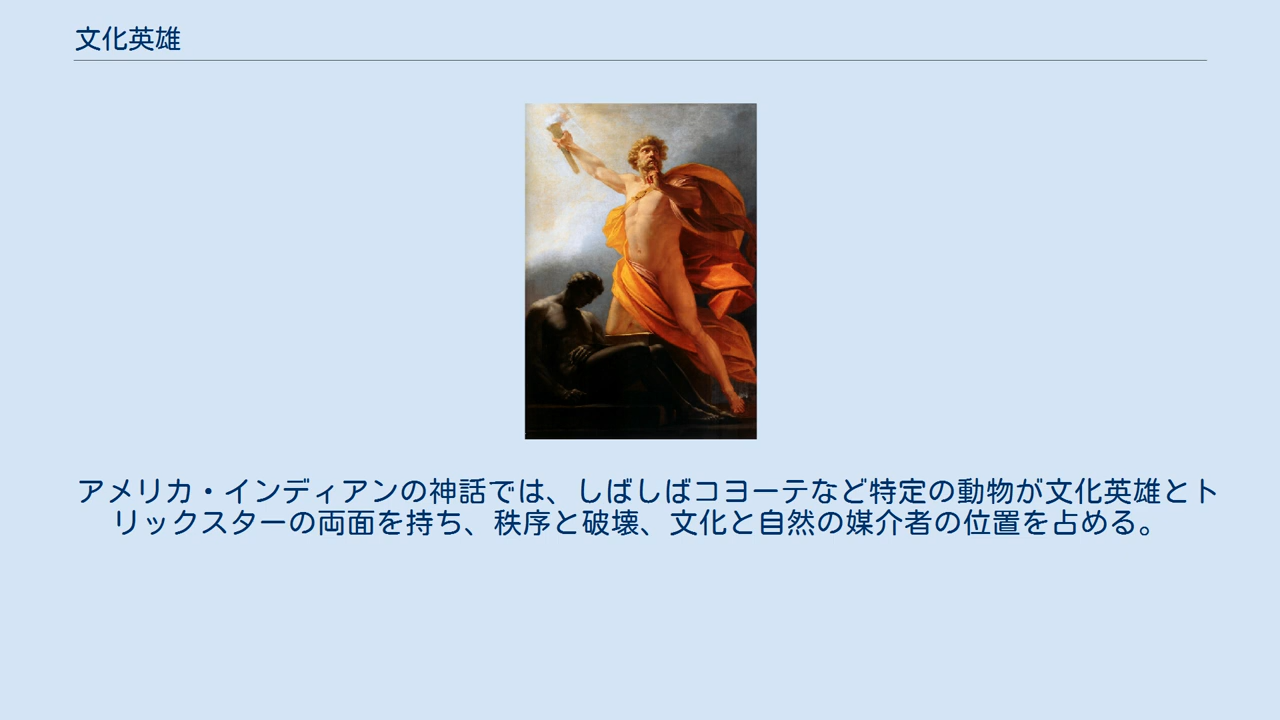 文化英雄
アメリカ・インディアンの神話では、しばしばコヨーテなど特定の動物が文化英雄とト
リックスターの両面を持ち、秩序と破壊、文化と自然の媒介者の位置を占める。